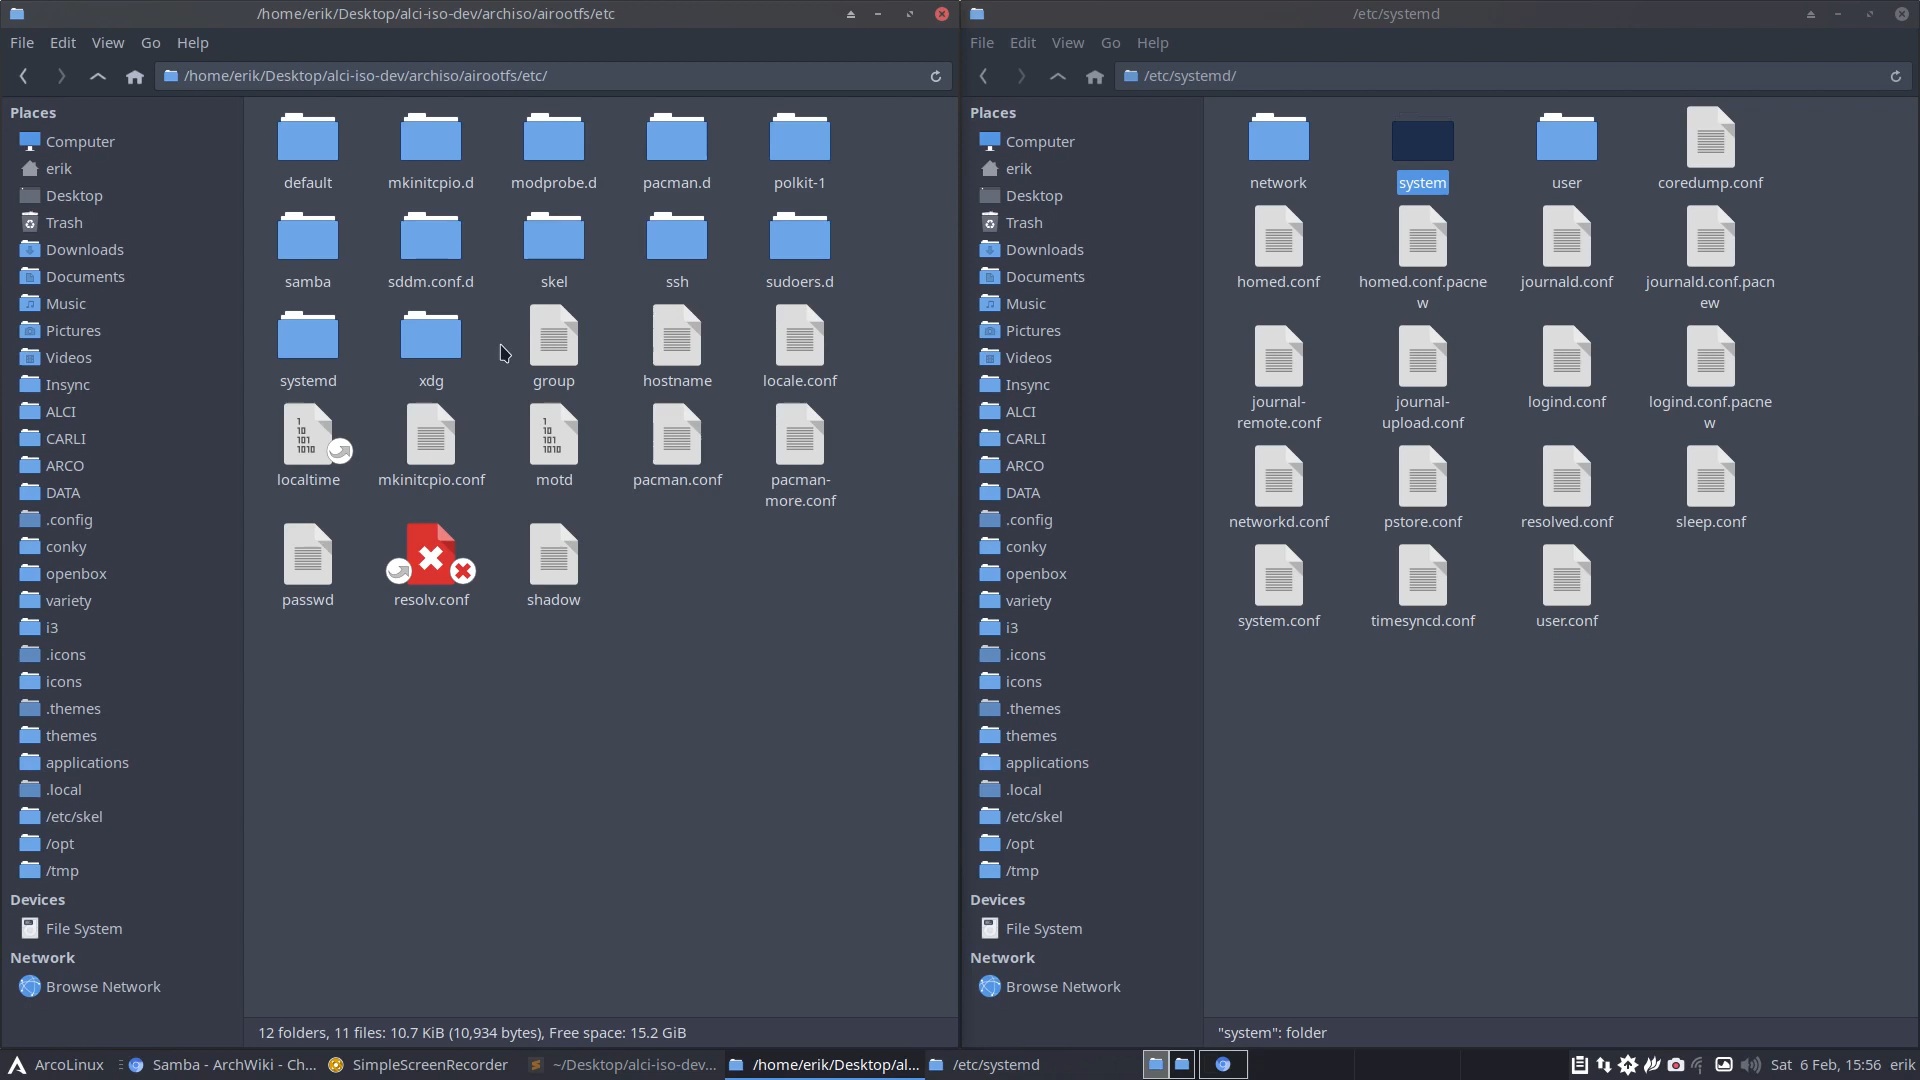 /home/erik/Desktop/alci-iso-dev/archiso/airootfs/etc
File Edit View Go Help
/home/erik/Desktop/alci-iso-dev/archiso/airootfs/etc/
Places
Computer
erik
Desktop
Trash
Downloads
Documents
Music
Pictures
Videos
Insync
ALCI
CARLI
ARCO
DATA
.config
conky
openbox
variety
i3
.icons
icons
.themes
themes
applications
.local
/etc/skel
/opt
/tmp
Devices
File System
Network
Browse Network
default mkinitcpio.d modprobe.d pacman.d polkit-1
samba sddm.conf.d skel ssh sudoers.d
systemd xdg group hostname locale.conf
1
10
101
1010
1
10
101
1010
localtime mkinitcpio.conf motd pacman.conf pacman-
more.conf
passwd resolv.conf shadow
12 folders, 11 files: 10.7 KiB (10,934 bytes), Free space: 15.2 GiB
/etc/systemd
File Edit View Go Help
/etc/systemd/
Places
Computer
erik
Desktop
Trash
Downloads
Documents
Music
Pictures
Videos
Insync
ALCI
CARLI
ARCO
DATA
.config
conky
openbox
variety
i3
.icons
icons
.themes
themes
applications
.local
/etc/skel
/opt
/tmp
Devices
File System
Network
Browse Network
network system user coredump.conf
homed.conf homed.conf.pacne journald.conf journald.conf.pacn
w ew
journal- journal- logind.conf logind.conf.pacne
remote.conf upload.conf w
networkd.conf pstore.conf resolved.conf sleep.conf
system.conf timesyncd.conf user.conf
"system": folder
ArcoLinux Samba - ArchWiki - Ch... SimpleScreenRecorder ~/Desktop/alci-iso-dev... /home/erik/Desktop/al... /etc/systemd Sat 6 Feb, 15:56 erik